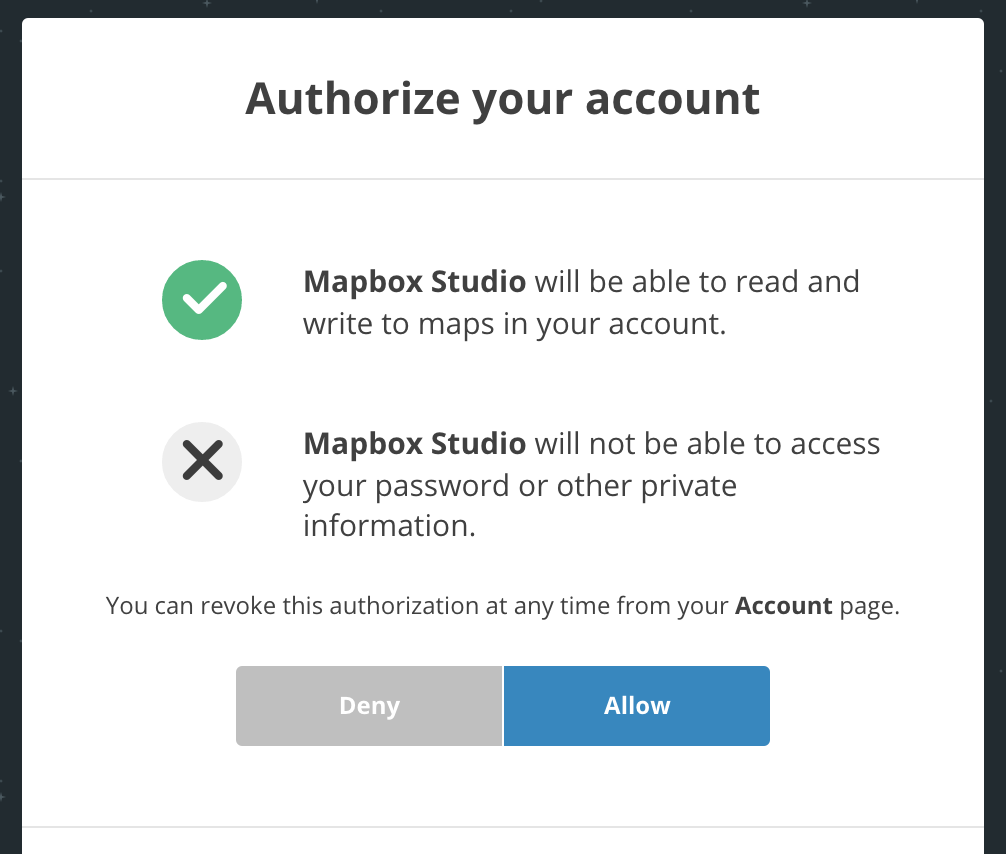 Authorize your account
Mapbox Studio will be able to read and
write to maps in your account.
Mapbox Studio will not be able to access
your password or other private
information.
You can revoke this authorization at any time from your Account page.
Deny
Allow